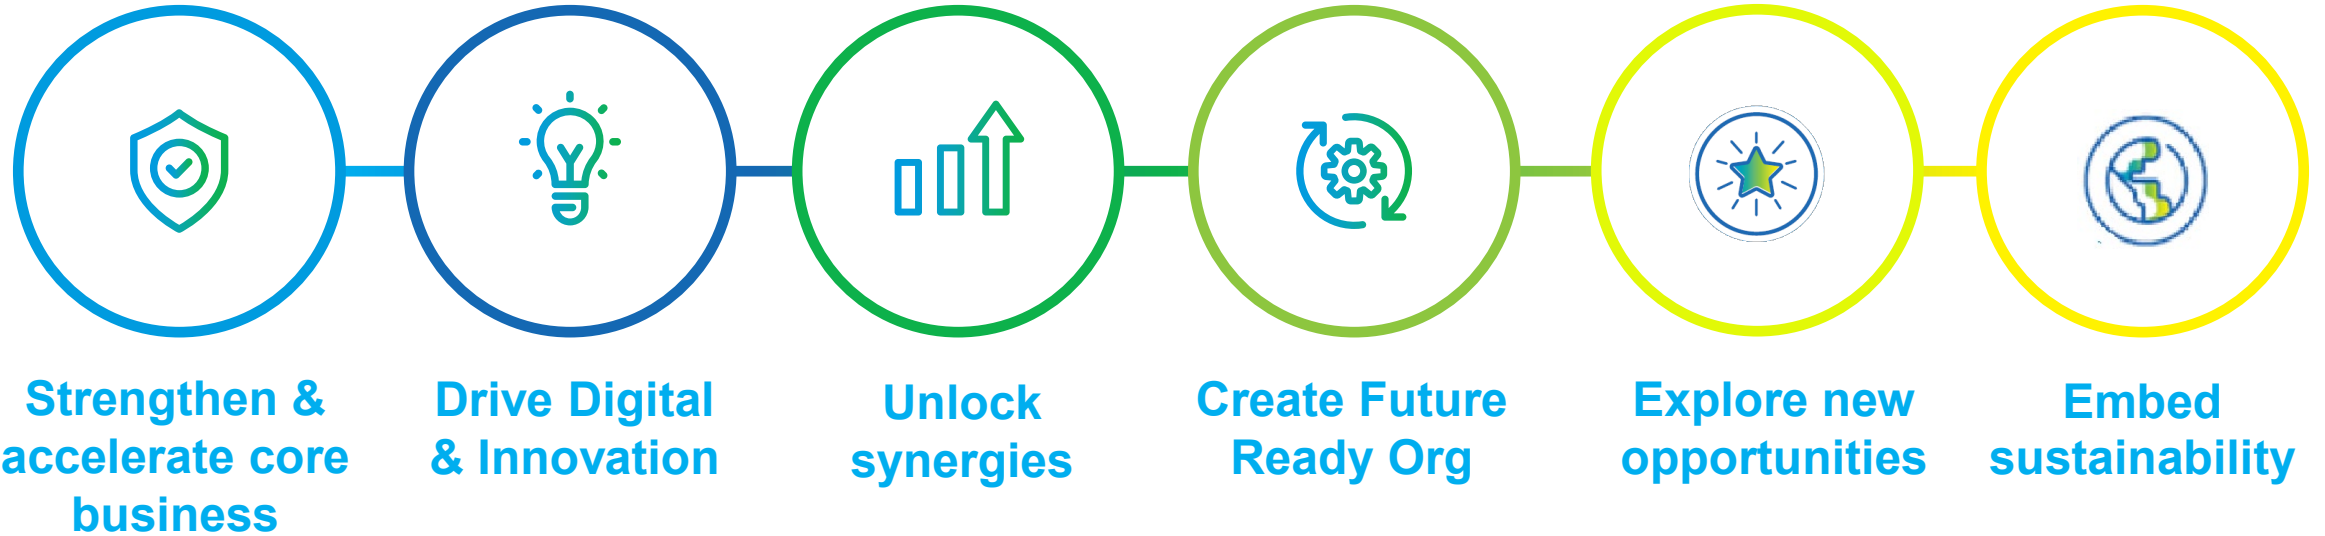 Strengthen &
accelerate core
business
Drive Digital
& Innovation
Unlock
synergies
Create Future
Ready Org
Explore new
opportunities
Embed
sustainability